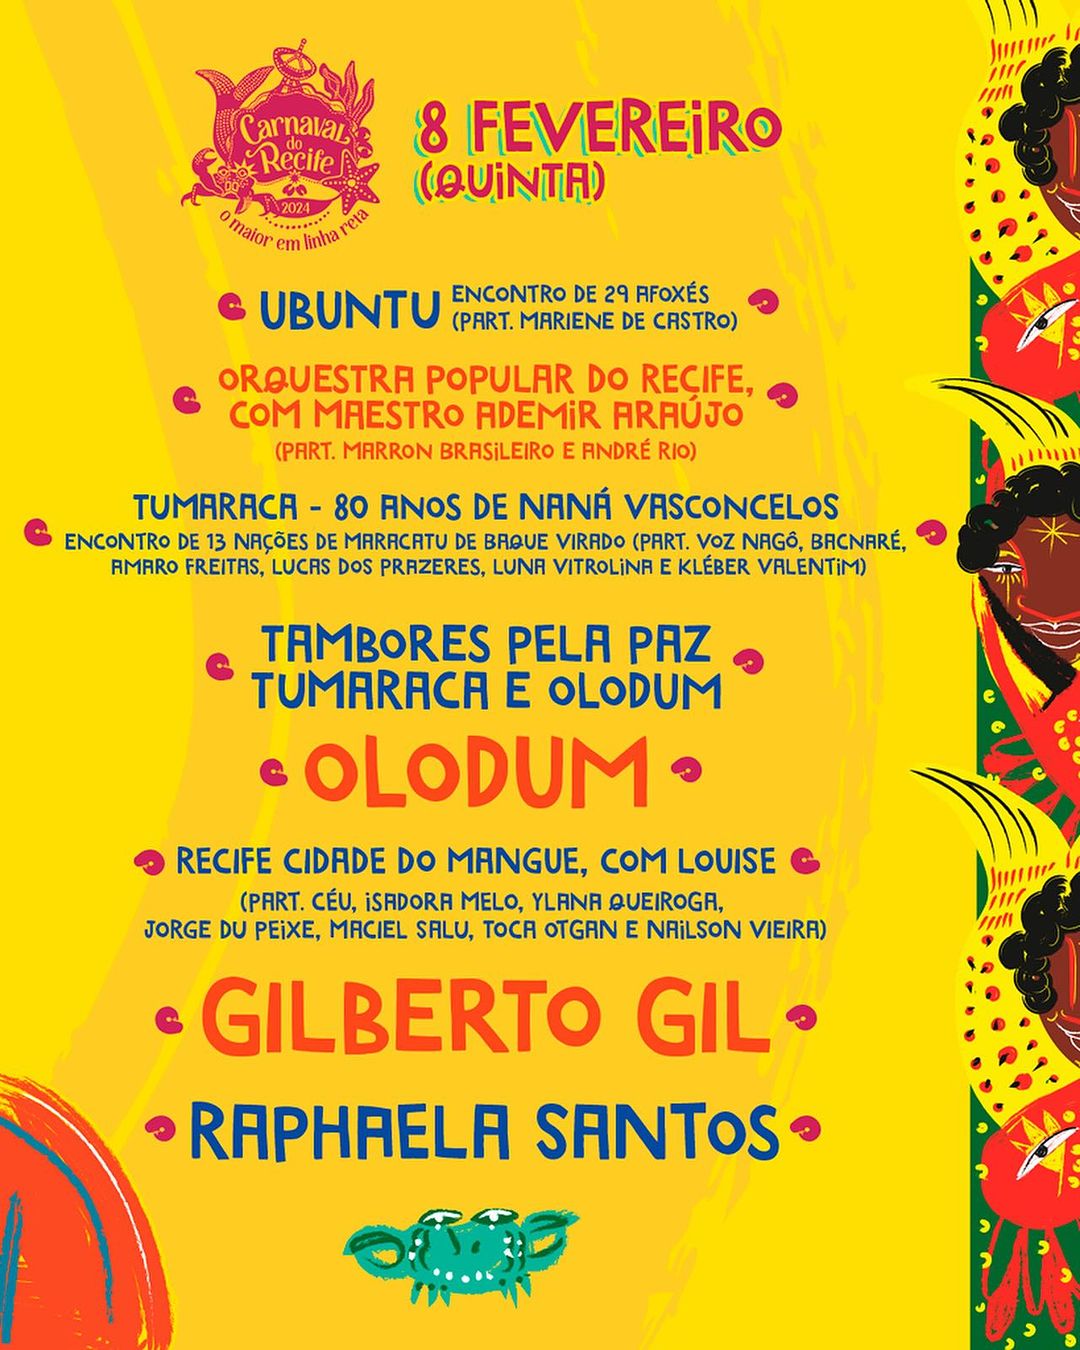 Carnaval
do
Recife
2024
o maior em linha reta
8 FEVEREIRO
(QUINTA)
UBUNTU ENCONTRO DE 29 AFOXÉS
(PART. MARIENE DE CASTRO)
ORQUESTRA POPULAR DO RECIFE,
COM MAESTRO ADEMIR ARAÚJO
(PART. MARRON BRASILEIRO E ANDRÉ RIO)
TUMARACA - 80 ANOS DE NANÁ VASCONCELOS
ENCONTRO DE 13 NAÇÕES DE MARACATU DE BAQUE VIRADO (PART. VOZ NAGÔ, BACNARÉ,
AMARO FREITAS, LUCAS DOS PRAZERES, LUNA VITROLINA E KLÉBER VALENTIM)
TAMBORES PELA PAZ
TUMARACA E OLODUM
OLODUM
RECIFE CIDADE DO MANGUE, COM LOUISE
(PART. CÉU, ISADORA MELO, YLANA QUEIROGA,
JORGE DU PEIXE, MACIEL SALU, TOCA OTGAN E NAILSON VIEIRA)
GILBERTO GIL
RAPHAELA SANTOS